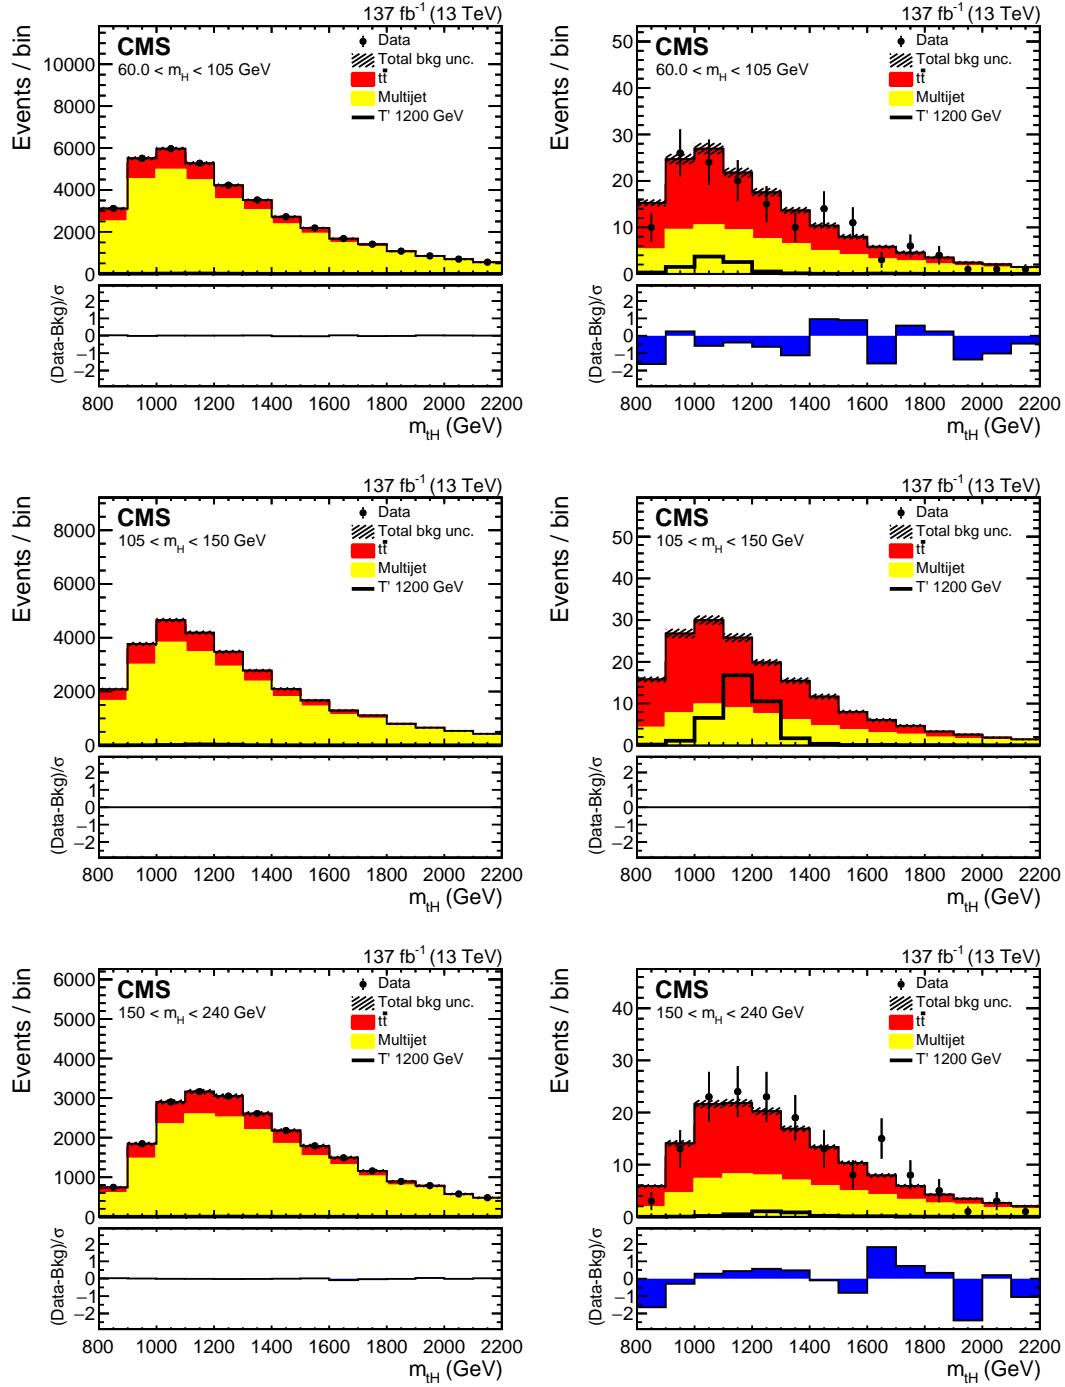 137 fb⁻¹ (13 TeV)
Events / bin
CMS
60.0 < m_H < 105 GeV
Data
Total bkg unc.
tt̄
Multijet
T' 1200 GeV
10000
8000
6000
4000
2000
0
(Data-Bkg)/σ
2
1
0
−1
−2
800 1000 1200 1400 1600 1800 2000 2200
m_tH (GeV)
137 fb⁻¹ (13 TeV)
Events / bin
CMS
60.0 < m_H < 105 GeV
Data
Total bkg unc.
tt̄
Multijet
T' 1200 GeV
50
40
30
20
10
0
(Data-Bkg)/σ
2
1
0
−1
−2
800 1000 1200 1400 1600 1800 2000 2200
m_tH (GeV)
137 fb⁻¹ (13 TeV)
Events / bin
CMS
105 < m_H < 150 GeV
Data
Total bkg unc.
tt̄
Multijet
T' 1200 GeV
8000
6000
4000
2000
0
(Data-Bkg)/σ
2
1
0
−1
−2
800 1000 1200 1400 1600 1800 2000 2200
m_tH (GeV)
137 fb⁻¹ (13 TeV)
Events / bin
CMS
105 < m_H < 150 GeV
Data
Total bkg unc.
tt̄
Multijet
T' 1200 GeV
50
40
30
20
10
0
(Data-Bkg)/σ
2
1
0
−1
−2
800 1000 1200 1400 1600 1800 2000 2200
m_tH (GeV)
137 fb⁻¹ (13 TeV)
Events / bin
CMS
150 < m_H < 240 GeV
Data
Total bkg unc.
tt̄
Multijet
T' 1200 GeV
6000
5000
4000
3000
2000
1000
0
(Data-Bkg)/σ
2
1
0
−1
−2
800 1000 1200 1400 1600 1800 2000 2200
m_tH (GeV)
137 fb⁻¹ (13 TeV)
Events / bin
CMS
150 < m_H < 240 GeV
Data
Total bkg unc.
tt̄
Multijet
T' 1200 GeV
40
30
20
10
0
(Data-Bkg)/σ
2
1
0
−1
−2
800 1000 1200 1400 1600 1800 2000 2200
m_tH (GeV)